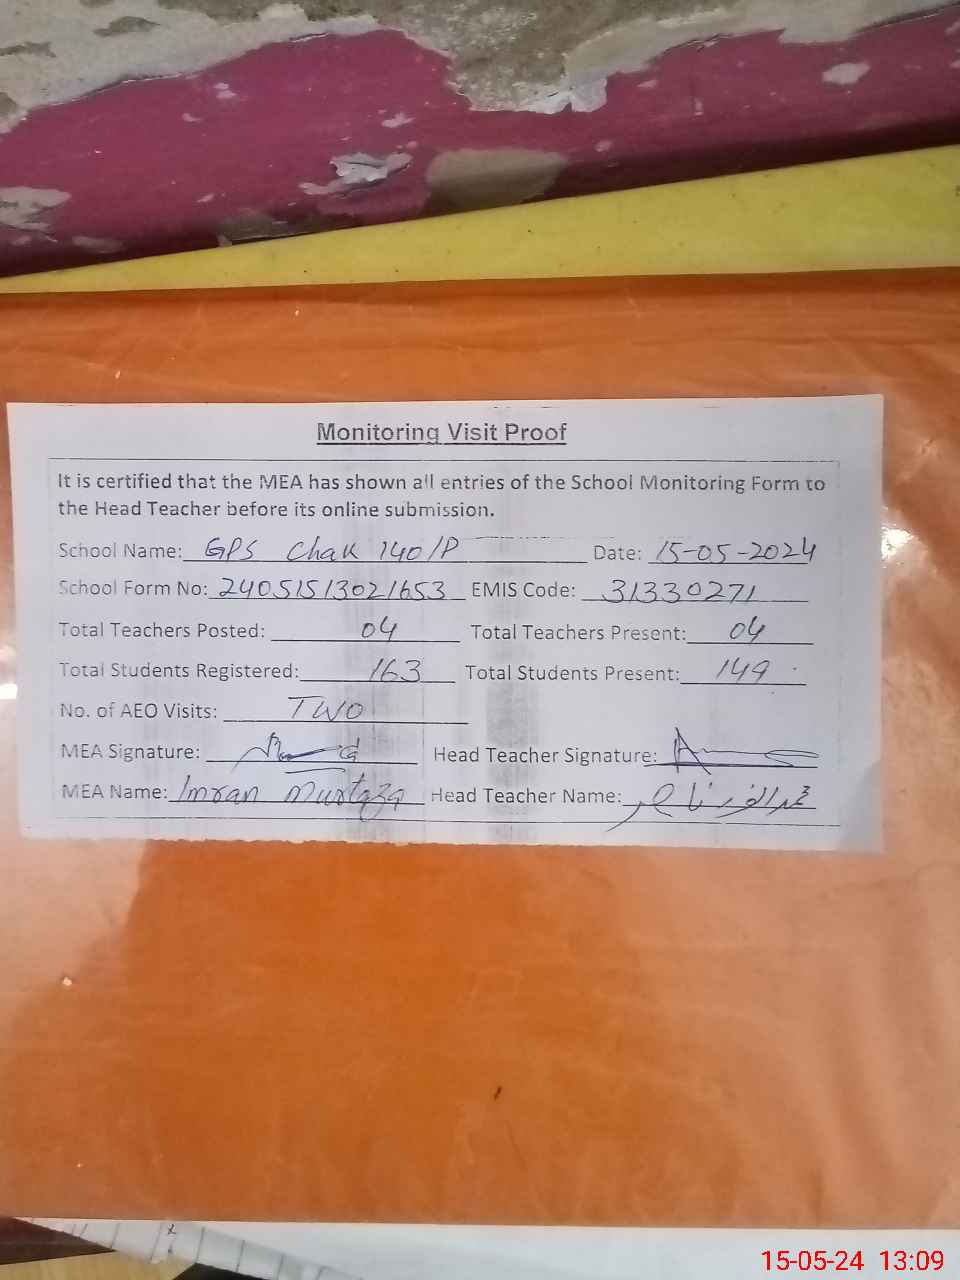 Monitoring Visit Proof
It is certified that the MEA has shown all entries of the School Monitoring Form to
the Head Teacher before its online submission.
School Name: GPS Chak 140/P Date: 15-05-2024
School Form No: 24051513021653 EMIS Code: 31330271
Total Teachers Posted: 04 Total Teachers Present: 04
Total Students Registered: 163 Total Students Present: 149
No. of AEO Visits: TWO
MEA Signature: Head Teacher Signature:
MEA Name: Imran Murtaza Head Teacher Name: ناصر
15-05-24 13:09